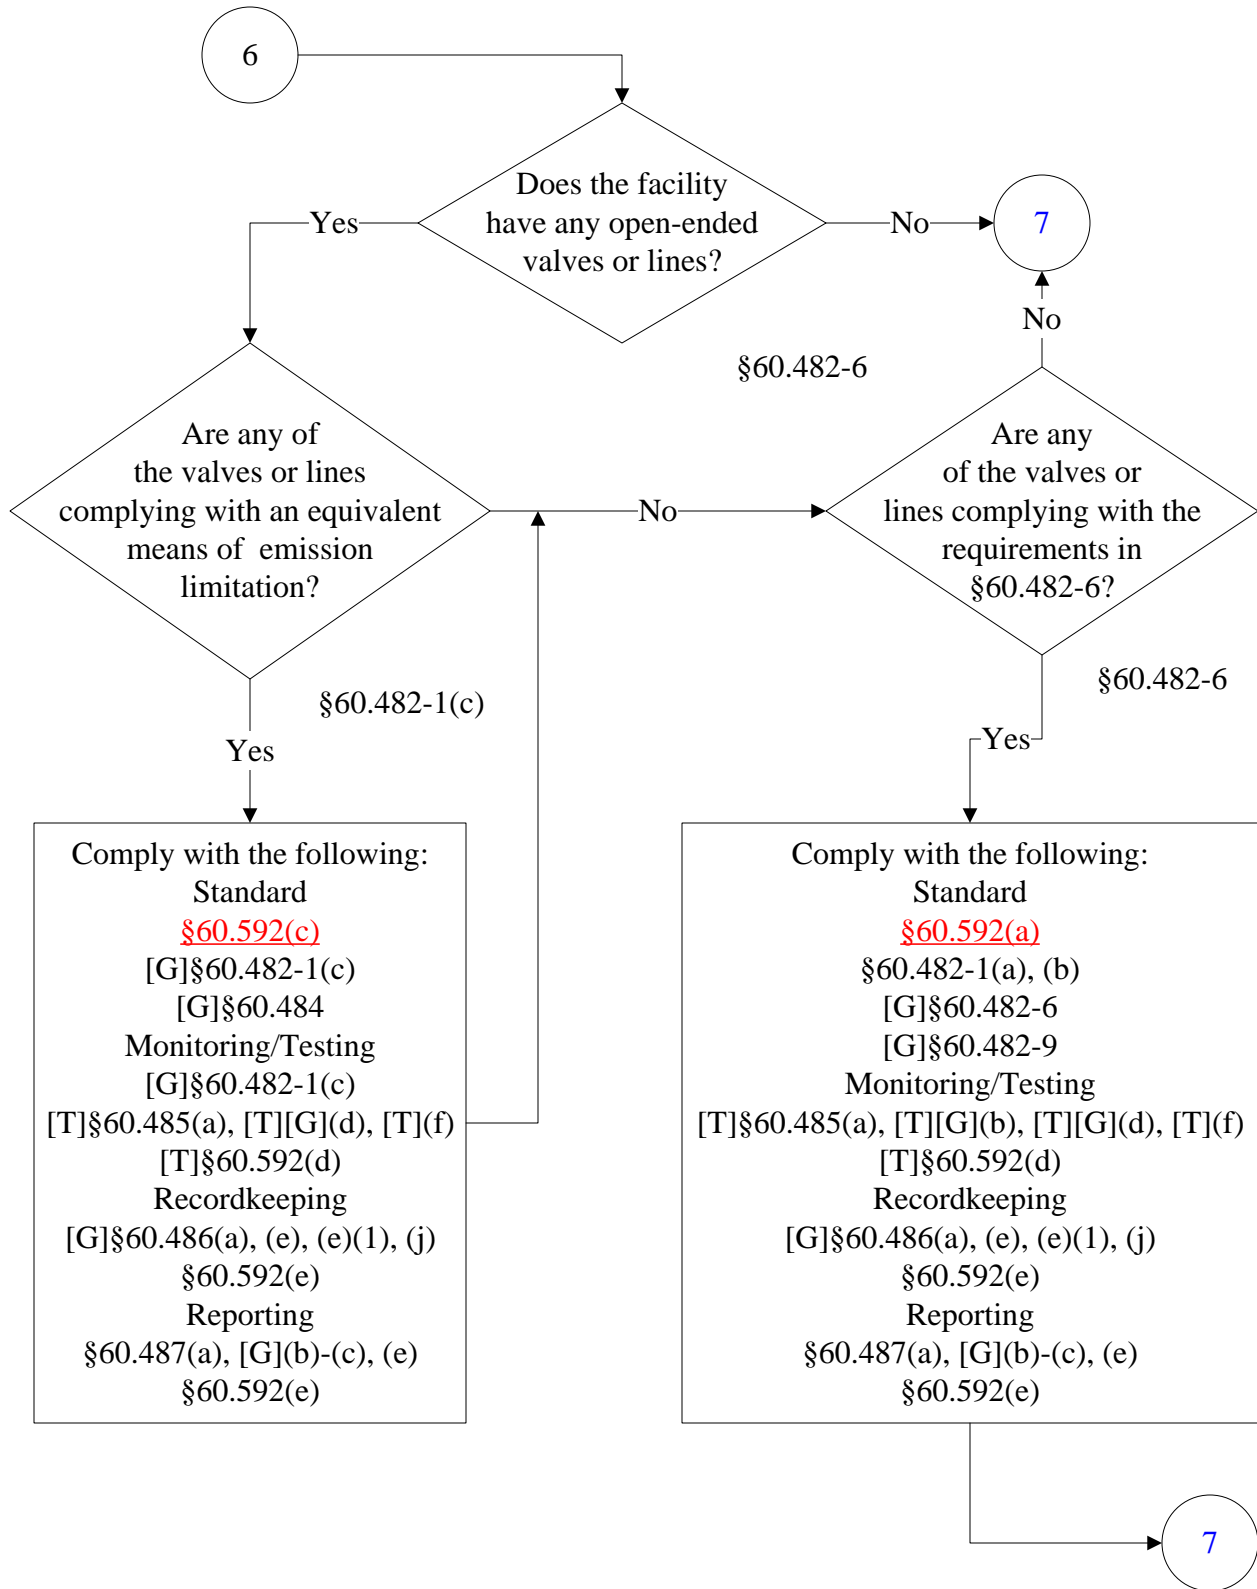 6
Does the facility
have any open-ended
valves or lines?
Yes
No
7
§60.482-6
No
Are any of
the valves or lines
complying with an equivalent
means of  emission
limitation?
§60.482-1(c)
No
Are any
of the valves or
lines complying with the
requirements in
§60.482-6?
§60.482-6
Yes
Yes
Comply with the following:
Standard
§60.592(c)
[G]§60.482-1(c)
[G]§60.484
Monitoring/Testing
[G]§60.482-1(c)
[T]§60.485(a), [T][G](d), [T](f)
[T]§60.592(d)
Recordkeeping
[G]§60.486(a), (e), (e)(1), (j)
§60.592(e)
Reporting
§60.487(a), [G](b)-(c), (e)
§60.592(e)
Comply with the following:
Standard
§60.592(a)
§60.482-1(a), (b)
[G]§60.482-6
[G]§60.482-9
Monitoring/Testing
[T]§60.485(a), [T][G](b), [T][G](d), [T](f)
[T]§60.592(d)
Recordkeeping
[G]§60.486(a), (e), (e)(1), (j)
§60.592(e)
Reporting
§60.487(a), [G](b)-(c), (e)
§60.592(e)
7